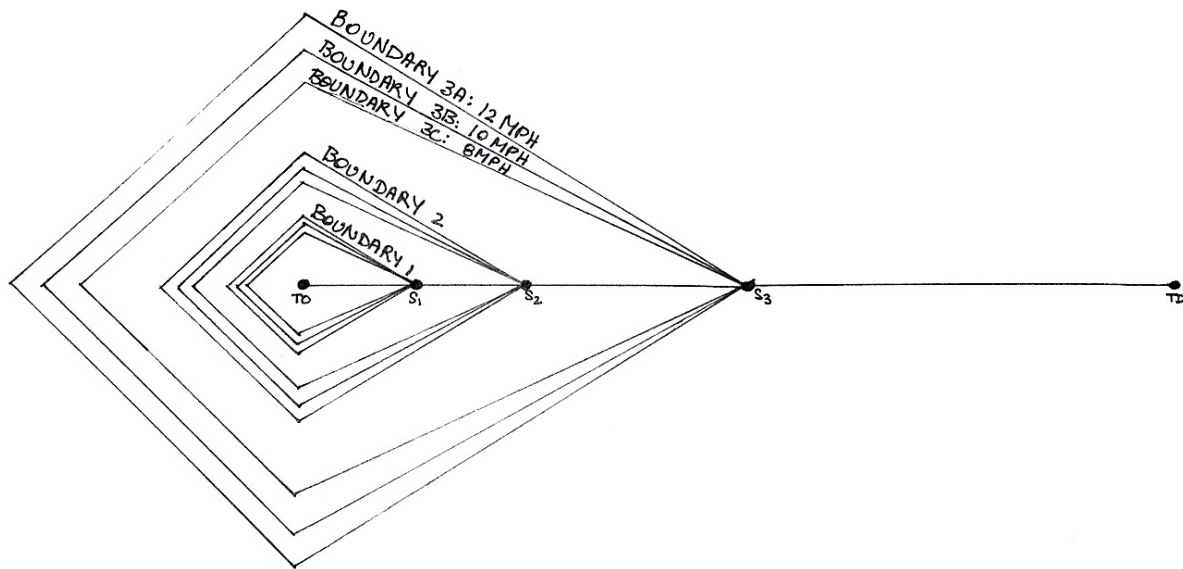 BOUNDARY 3A: 12 MPH
BOUNDARY 3B: 10 MPH
BOUNDARY 3C: 8MPH
BOUNDARY 2
BOUNDARY 1
TO
S1
S2
S3
TD